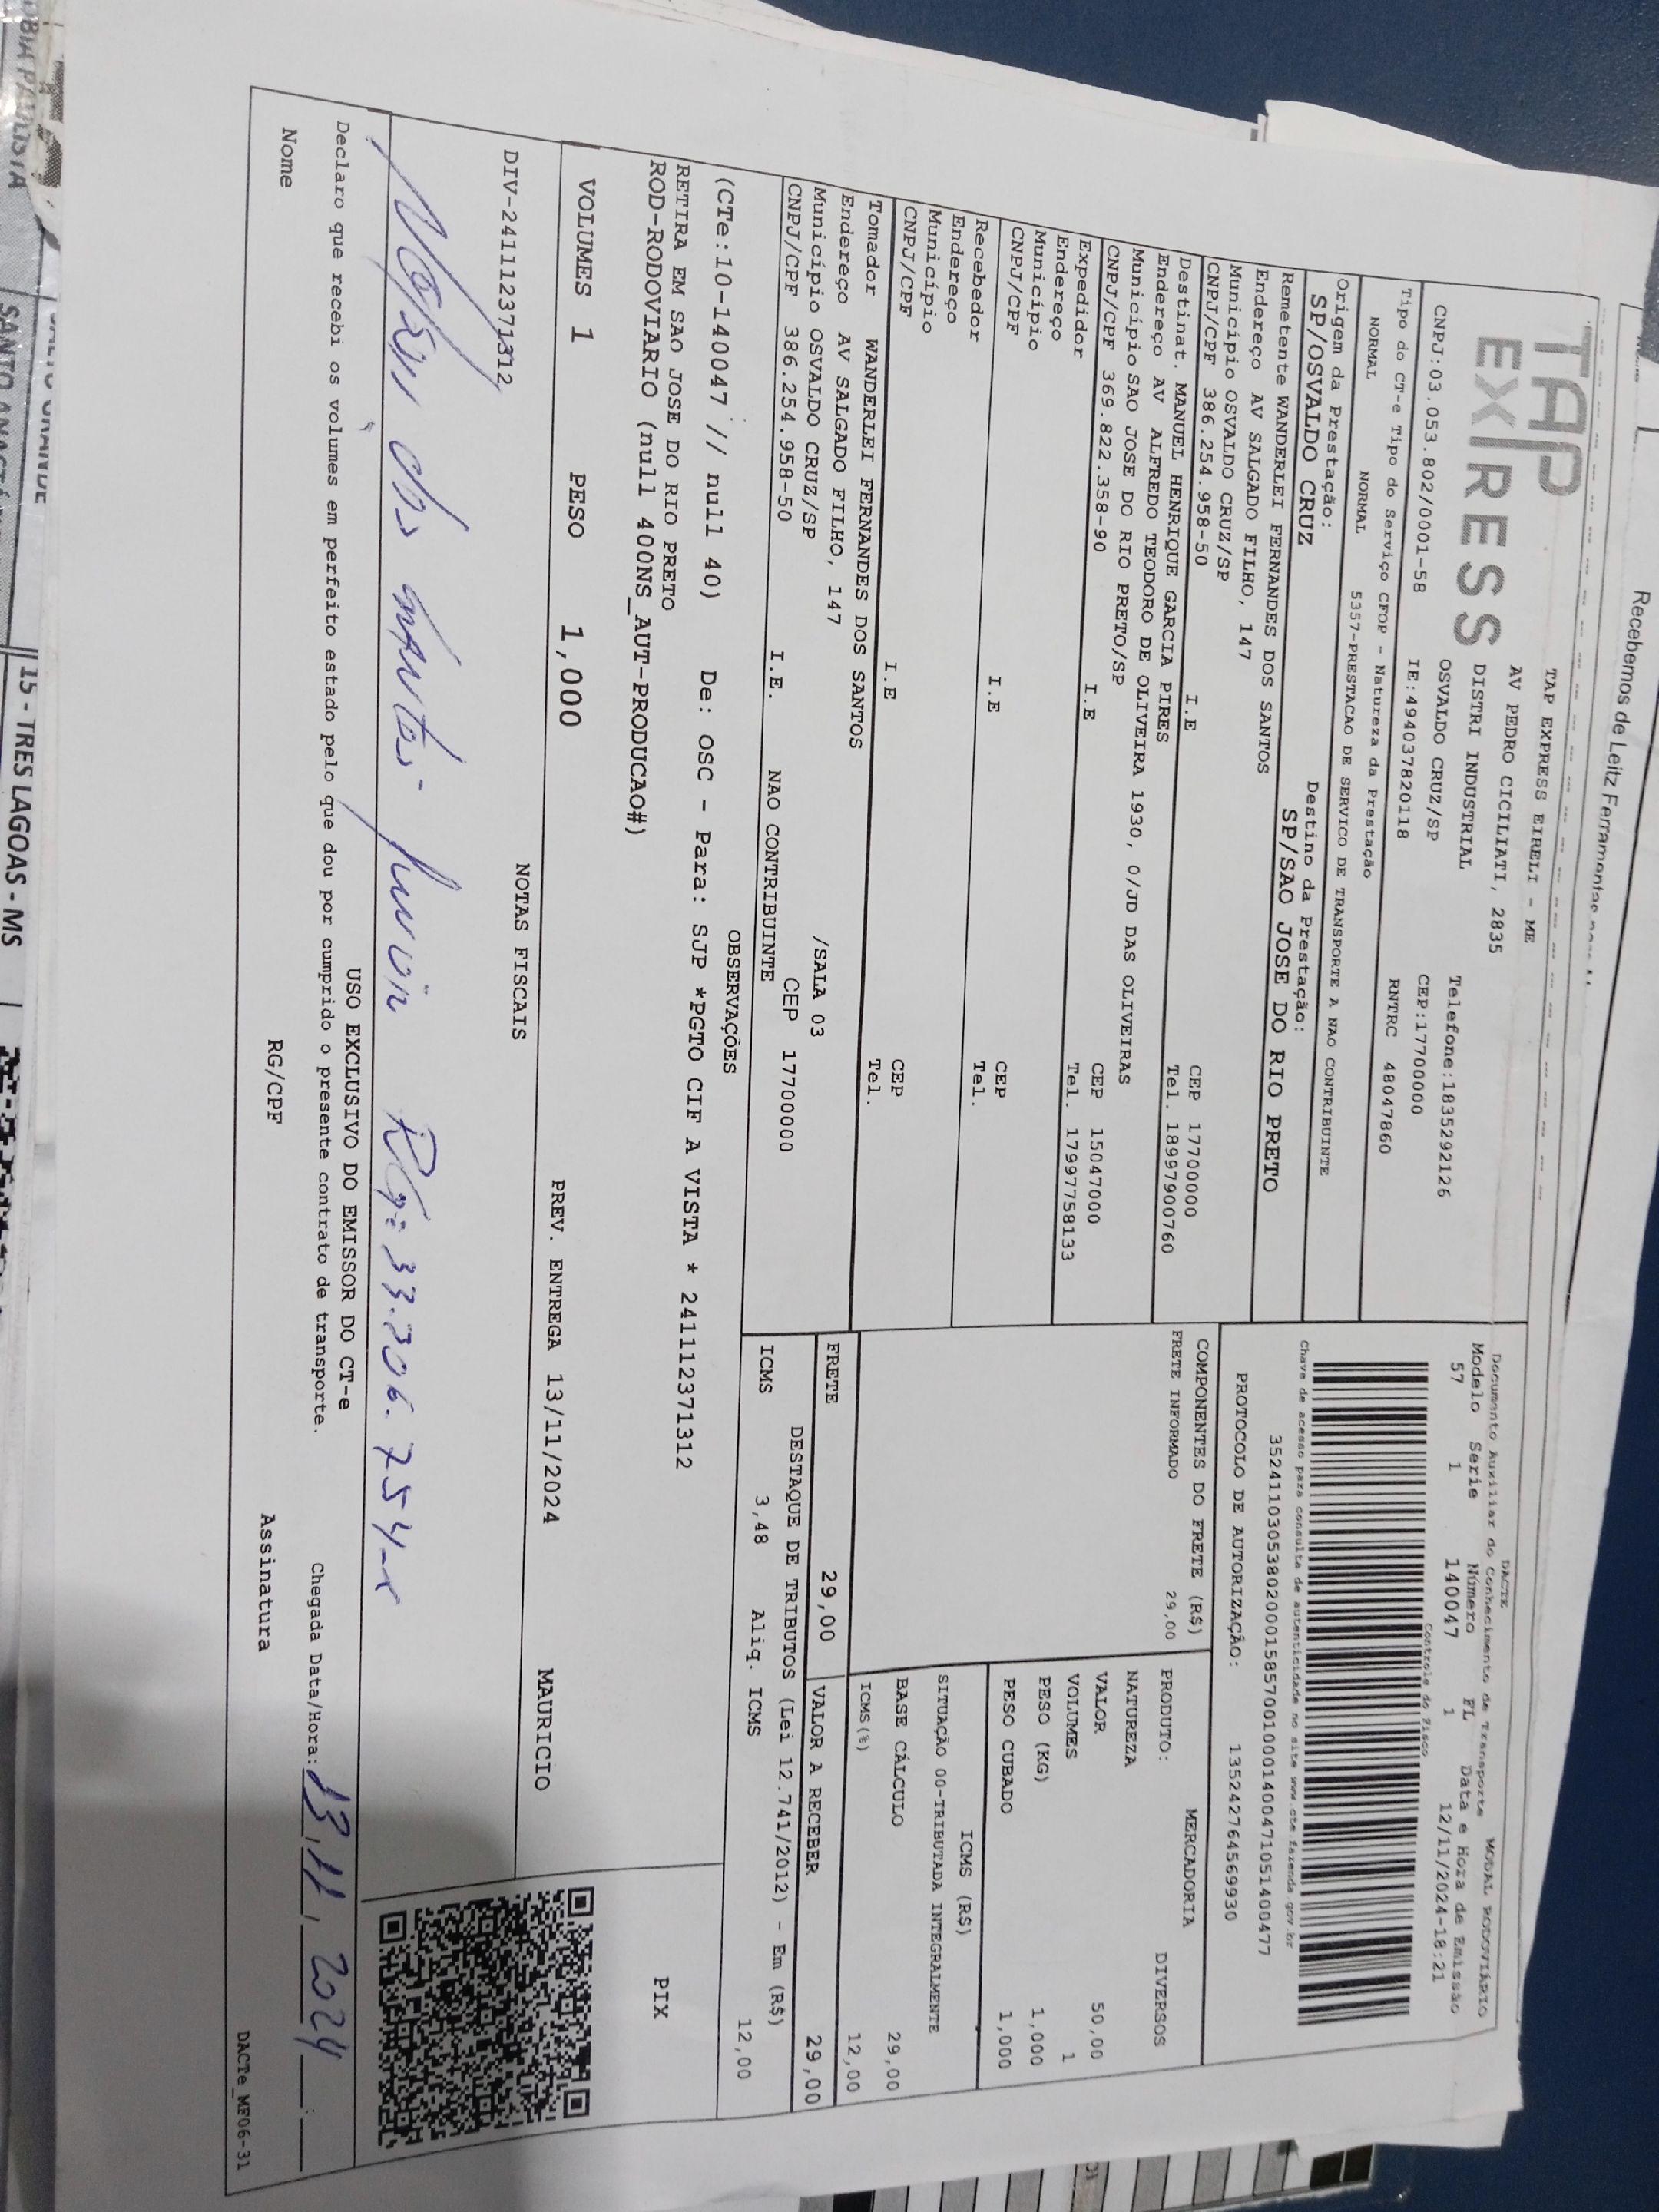 Recebemos de Leitz Ferramentas
TAP
EXPRESS
TAP EXPRESS EIRELI - ME
AV PEDRO CICILIATI, 2835
DISTRI INDUSTRIAL
OSVALDO CRUZ/SP
Telefone:1835292126
CEP:17700000
CNPJ:03.053.802/0001-58 IE:494037820118 RNTRC 48047860
Tipo do CT-e Tipo do Serviço CFOP - Natureza da Prestação
NORMAL NORMAL 5357-PRESTACAO DE SERVICO DE TRANSPORTE A NAO CONTRIBUINTE
Origem da Prestação: Destino da Prestação:
SP/OSVALDO CRUZ SP/SAO JOSE DO RIO PRETO
DACTE
Documento Auxiliar do Conhecimento de Transporte MODAL RODOVIÁRIO
Modelo Serie Número FL Data e Hora de Emissão
57 1 140047 1 12/11/2024-18:21
Controle do Fisco
Chave de acesso para consulta de autenticidade no site www.cte.fazenda.gov.br
35241103053802000158570010001400471051400477
PROTOCOLO DE AUTORIZAÇÃO: 135242764569930
Remetente WANDERLEI FERNANDES DOS SANTOS
Endereço AV SALGADO FILHO, 147
Município OSVALDO CRUZ/SP CEP 17700000
CNPJ/CPF 386.254.958-50 I.E Tel. 18997900760
Destinat. MANUEL HENRIQUE GARCIA PIRES
Endereço AV ALFREDO TEODORO DE OLIVEIRA 1930, 0/JD DAS OLIVEIRAS
Município SAO JOSE DO RIO PRETO/SP CEP 15047000
CNPJ/CPF 369.822.358-90 I.E Tel. 17997758133
Expedidor
Endereço
Município CEP
CNPJ/CPF I.E Tel.
Recebedor
Endereço
Município CEP
CNPJ/CPF I.E Tel.
Tomador WANDERLEI FERNANDES DOS SANTOS
Endereço AV SALGADO FILHO, 147 /SALA 03
Município OSVALDO CRUZ/SP CEP 17700000
CNPJ/CPF 386.254.958-50 I.E. NAO CONTRIBUINTE
COMPONENTES DO FRETE (R$)
FRETE INFORMADO 29,00
MERCADORIA
PRODUTO: DIVERSOS
NATUREZA
VALOR 50,00
VOLUMES 1
PESO (KG) 1,000
PESO CUBADO 1,000
ICMS (R$)
SITUAÇÃO 00-TRIBUTADA INTEGRALMENTE
BASE CÁLCULO 29,00
ICMS(%) 12,00
FRETE 29,00 VALOR A RECEBER 29,00
DESTAQUE DE TRIBUTOS (Lei 12.741/2012) - Em (R$)
ICMS 3,48 Aliq. ICMS 12,00
OBSERVAÇÕES
(CTe:10-140047 // null 40) De: OSC - Para: SJP *PGTO CIF A VISTA * 2411123​71312
RETIRA EM SAO JOSE DO RIO PRETO
ROD-RODOVIARIO (null 400NS_AUT-PRODUCAO#)
PIX
VOLUMES 1 PESO 1,000 PREV. ENTREGA 13/11/2024 MAURICIO
NOTAS FISCAIS
DIV-241112371312
dos Santos Junior RG: 33.306.754-x
USO EXCLUSIVO DO EMISSOR DO CT-e
Declaro que recebi os volumes em perfeito estado pelo que dou por cumprido o presente contrato de transporte. Chegada Data/Hora: 13/11/2024
Nome RG/CPF Assinatura
DACTe_MF06-31
15 - TRES LAGOAS - MS